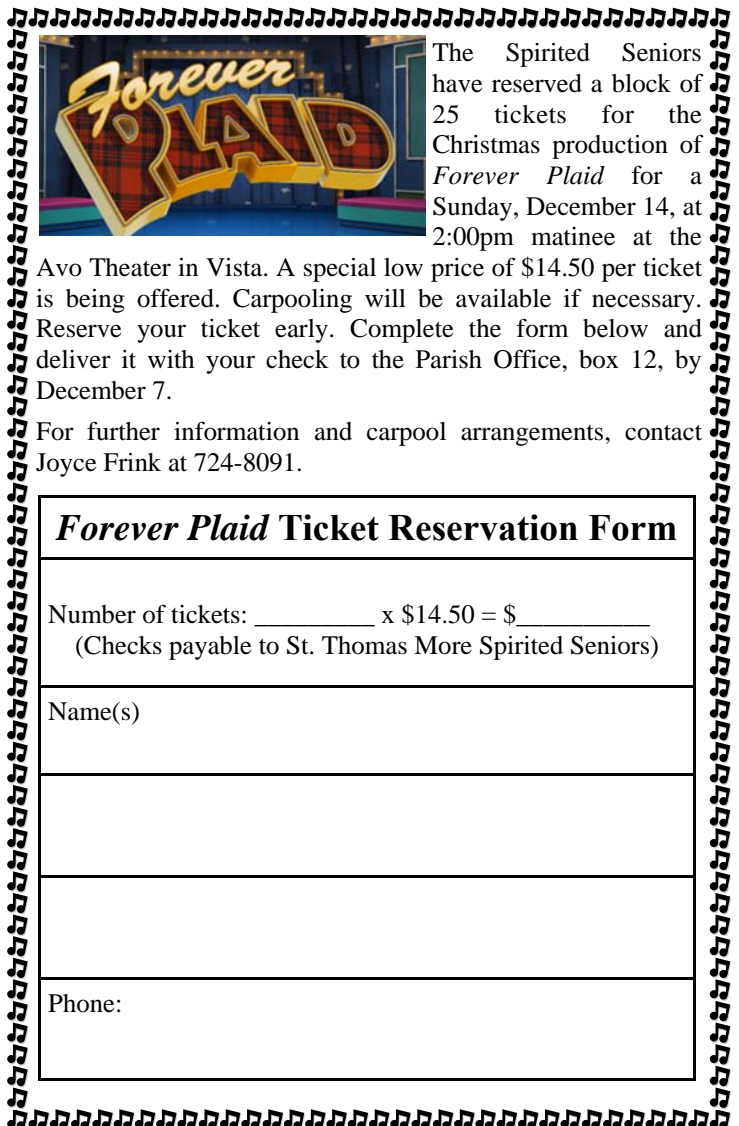 Forever
PLAID
The Spirited Seniors
have reserved a block of
25 tickets for the
Christmas production of
Forever Plaid for a
Sunday, December 14, at
2:00pm matinee at the
Avo Theater in Vista. A special low price of $14.50 per ticket
is being offered. Carpooling will be available if necessary.
Reserve your ticket early. Complete the form below and
deliver it with your check to the Parish Office, box 12, by
December 7.
For further information and carpool arrangements, contact
Joyce Frink at 724-8091.
Forever Plaid Ticket Reservation Form
Number of tickets: _________ x $14.50 = $__________
(Checks payable to St. Thomas More Spirited Seniors)
Name(s)
Phone: